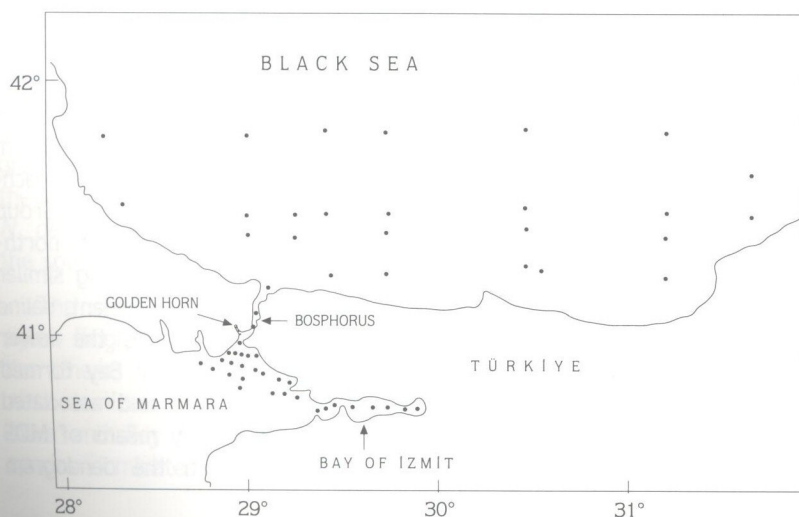 BLACK SEA
42°
GOLDEN HORN
BOSPHORUS
41°
TÜRKİYE
SEA OF MARMARA
BAY OF İZMİT
28°
29°
30°
31°